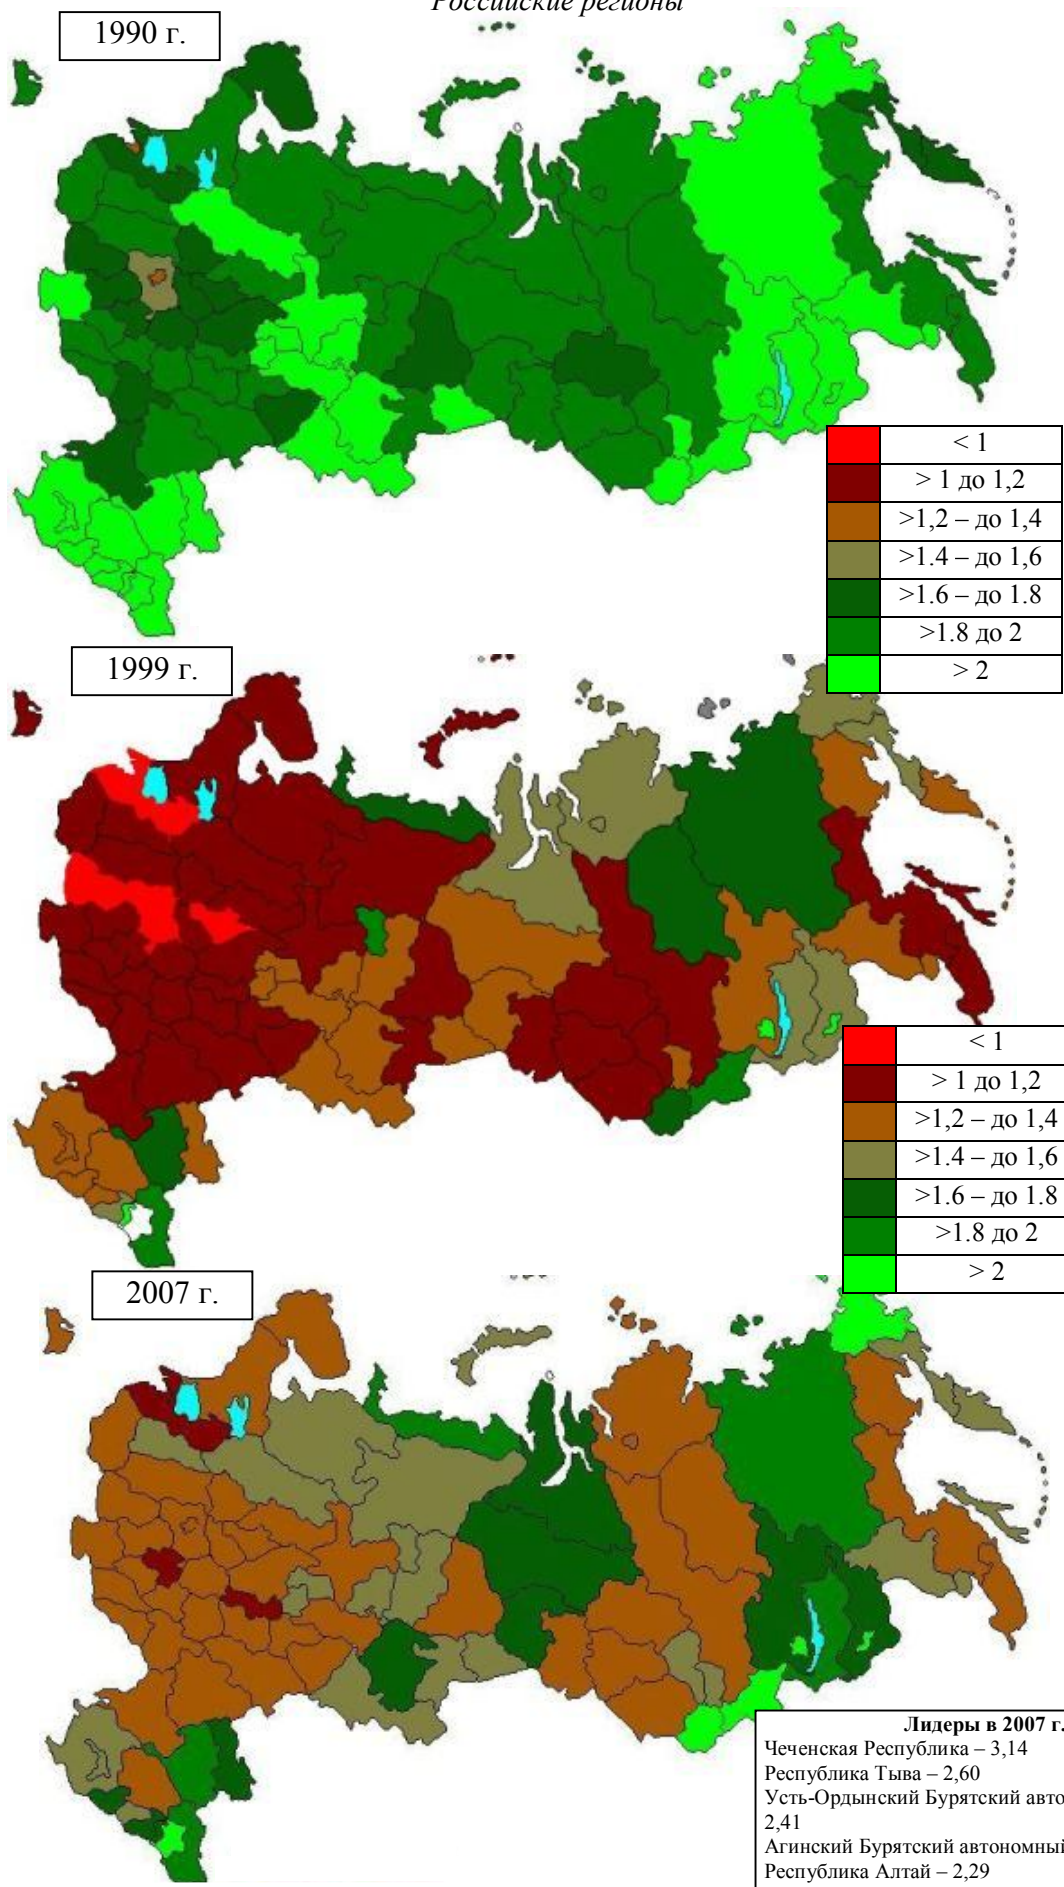 Российские регионы
1990 г.
< 1
> 1 до 1,2
>1,2 – до 1,4
>1.4 – до 1,6
>1.6 – до 1.8
>1.8 до 2
> 2
1999 г.
< 1
> 1 до 1,2
>1,2 – до 1,4
>1.4 – до 1,6
>1.6 – до 1.8
>1.8 до 2
> 2
2007 г.
Лидеры в 2007 г.
Чеченская Республика – 3,14
Республика Тыва – 2,60
Усть-Ордынский Бурятский авто
2,41
Агинский Бурятский автономный
Республика Алтай – 2,29